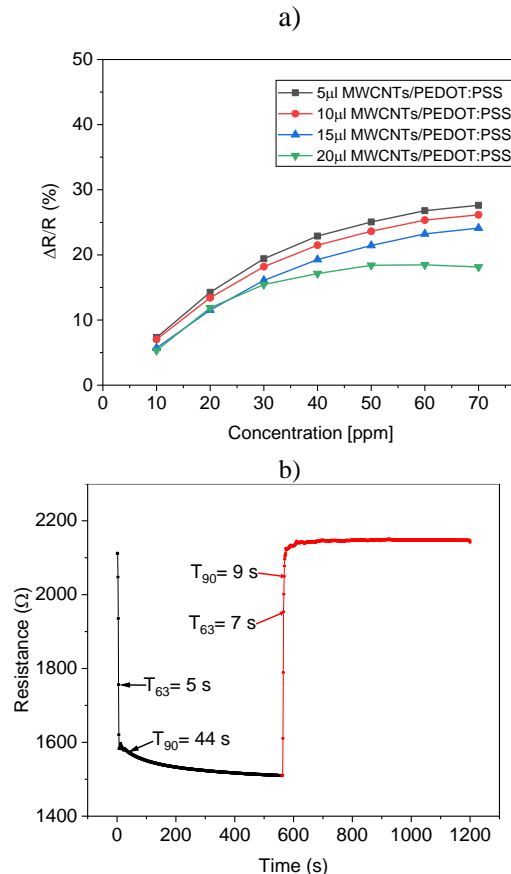 a)
50
40
30
20
10
0
ΔR/R (%)
5μl MWCNTs/PEDOT:PSS
10μl MWCNTs/PEDOT:PSS
15μl MWCNTs/PEDOT:PSS
20μl MWCNTs/PEDOT:PSS
10 20 30 40 50 60 70
Concentration [ppm]
b)
2200
2000
1800
1600
1400
Resistance (Ω)
T₉₀= 9 s
T₆₃= 7 s
T₆₃= 5 s
T₉₀= 44 s
0 200 400 600 800 1000 1200
Time (s)